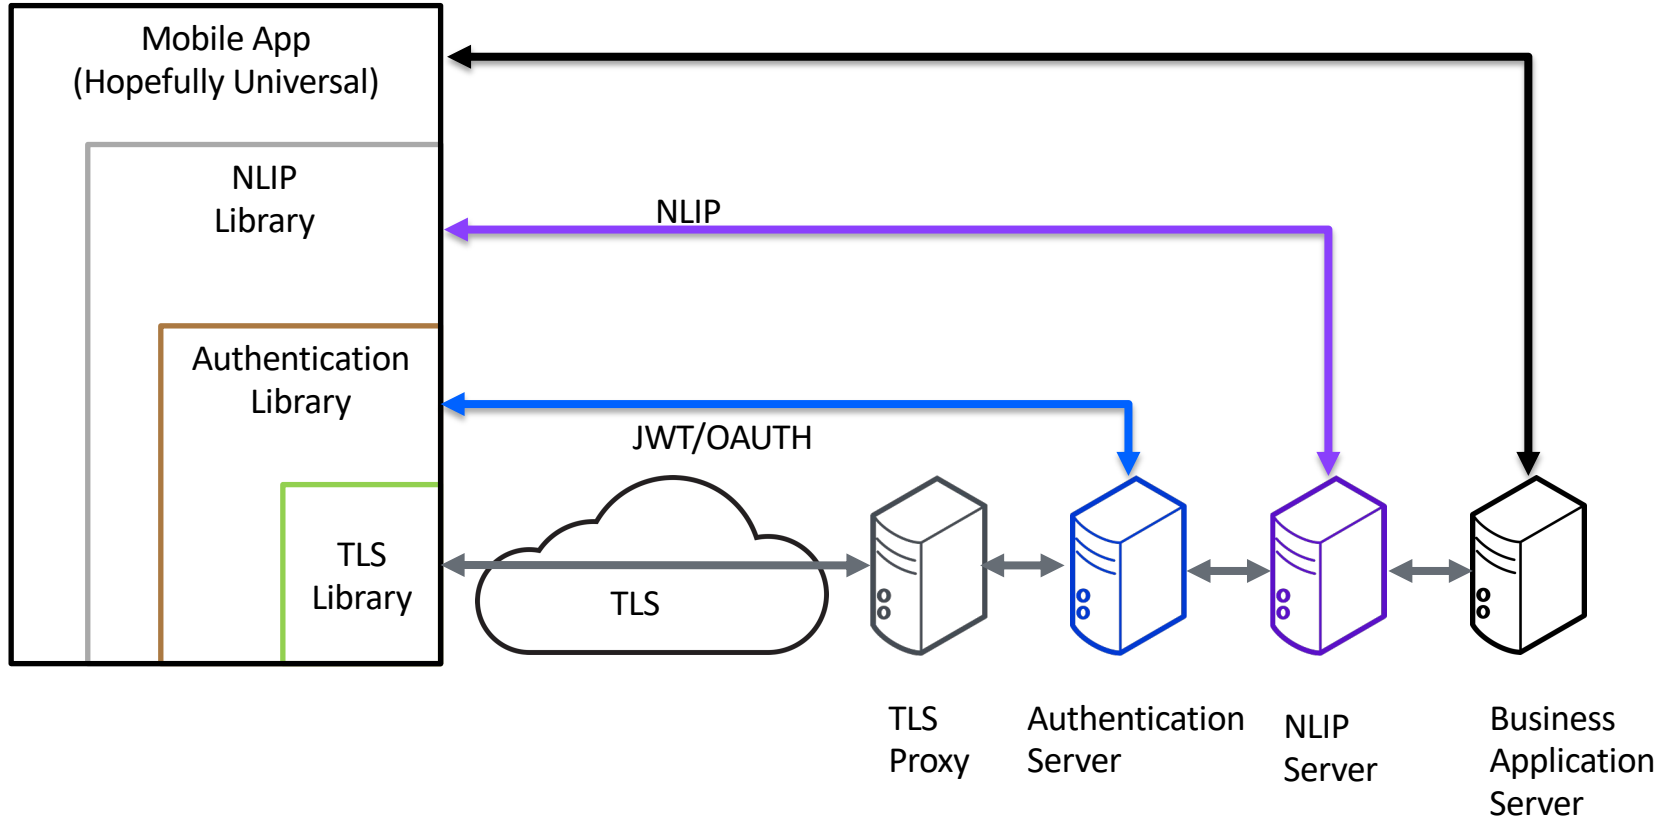 Mobile App
(Hopefully Universal)
NLIP
Library
NLIP
Authentication
Library
JWT/OAUTH
TLS
Library
TLS
TLS
Proxy
Authentication
Server
NLIP
Server
Business
Application
Server